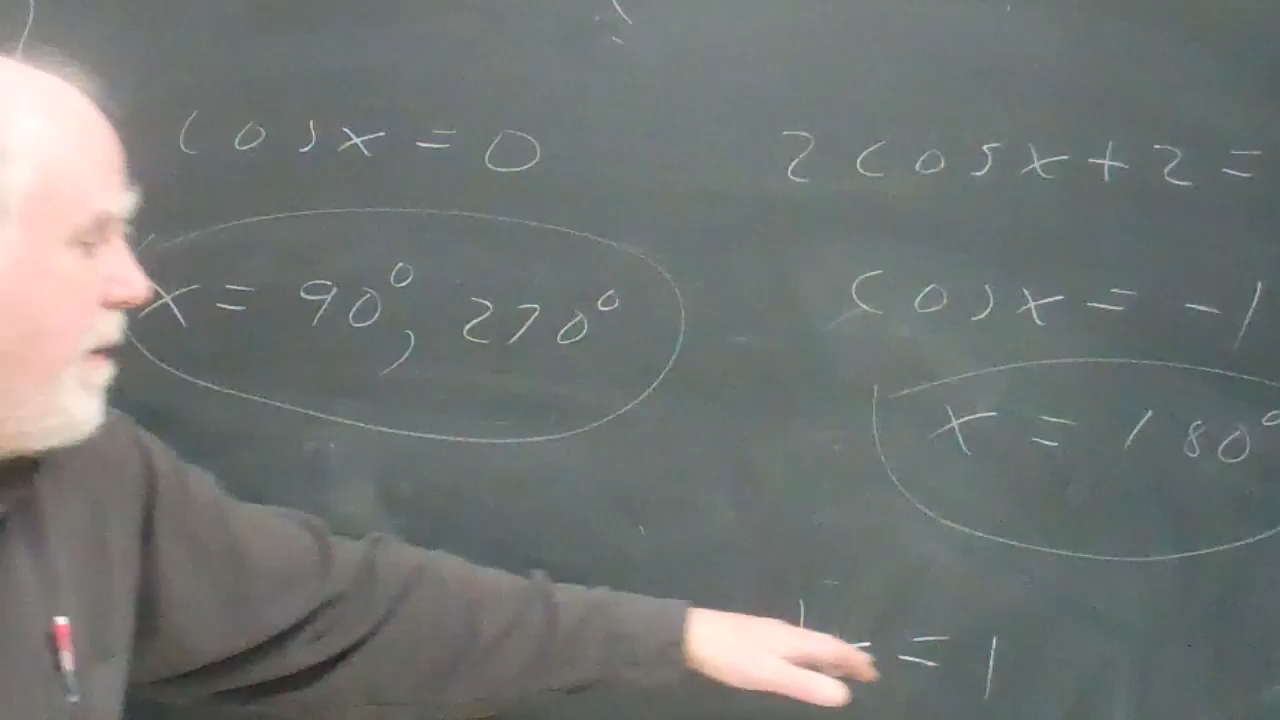 cos x = 0
x = 90°, 270°
2 cos x + 2 =
cos x = -1
x = 180°
= 1